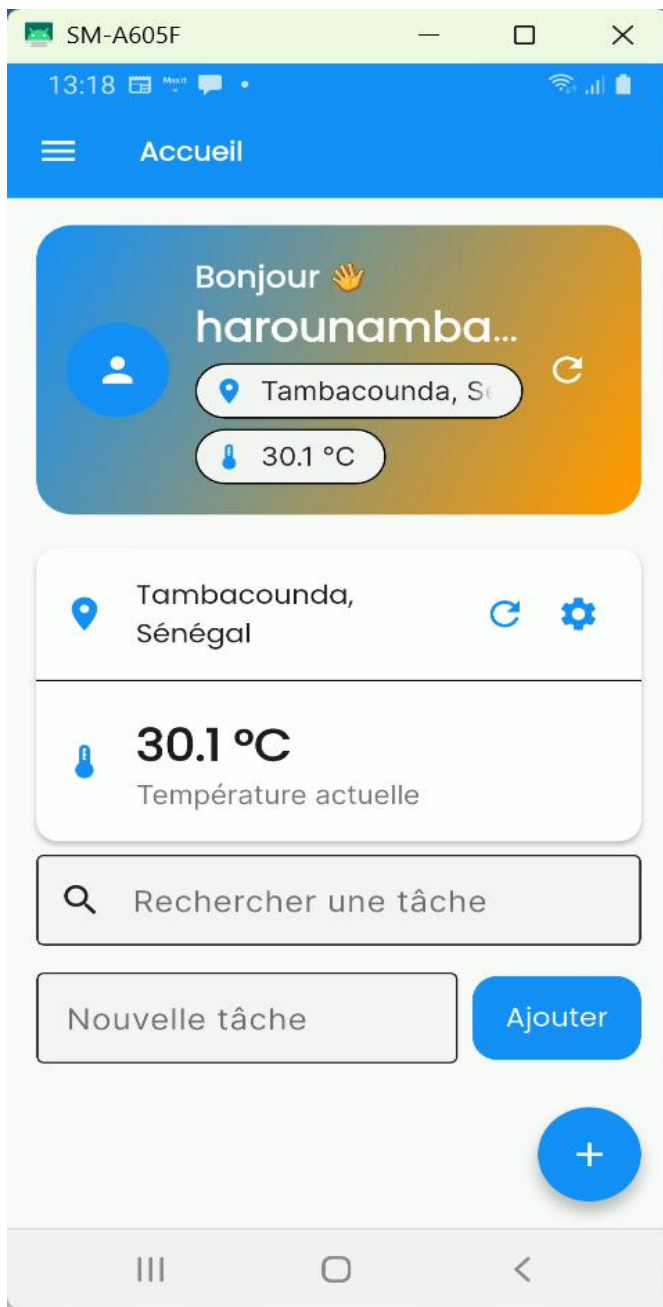 SM-A605F
13:18
Accueil
Bonjour 👋
harounamba...
Tambacounda, S
30.1 °C
Tambacounda,
Sénégal
30.1 °C
Température actuelle
Rechercher une tâche
Nouvelle tâche
Ajouter